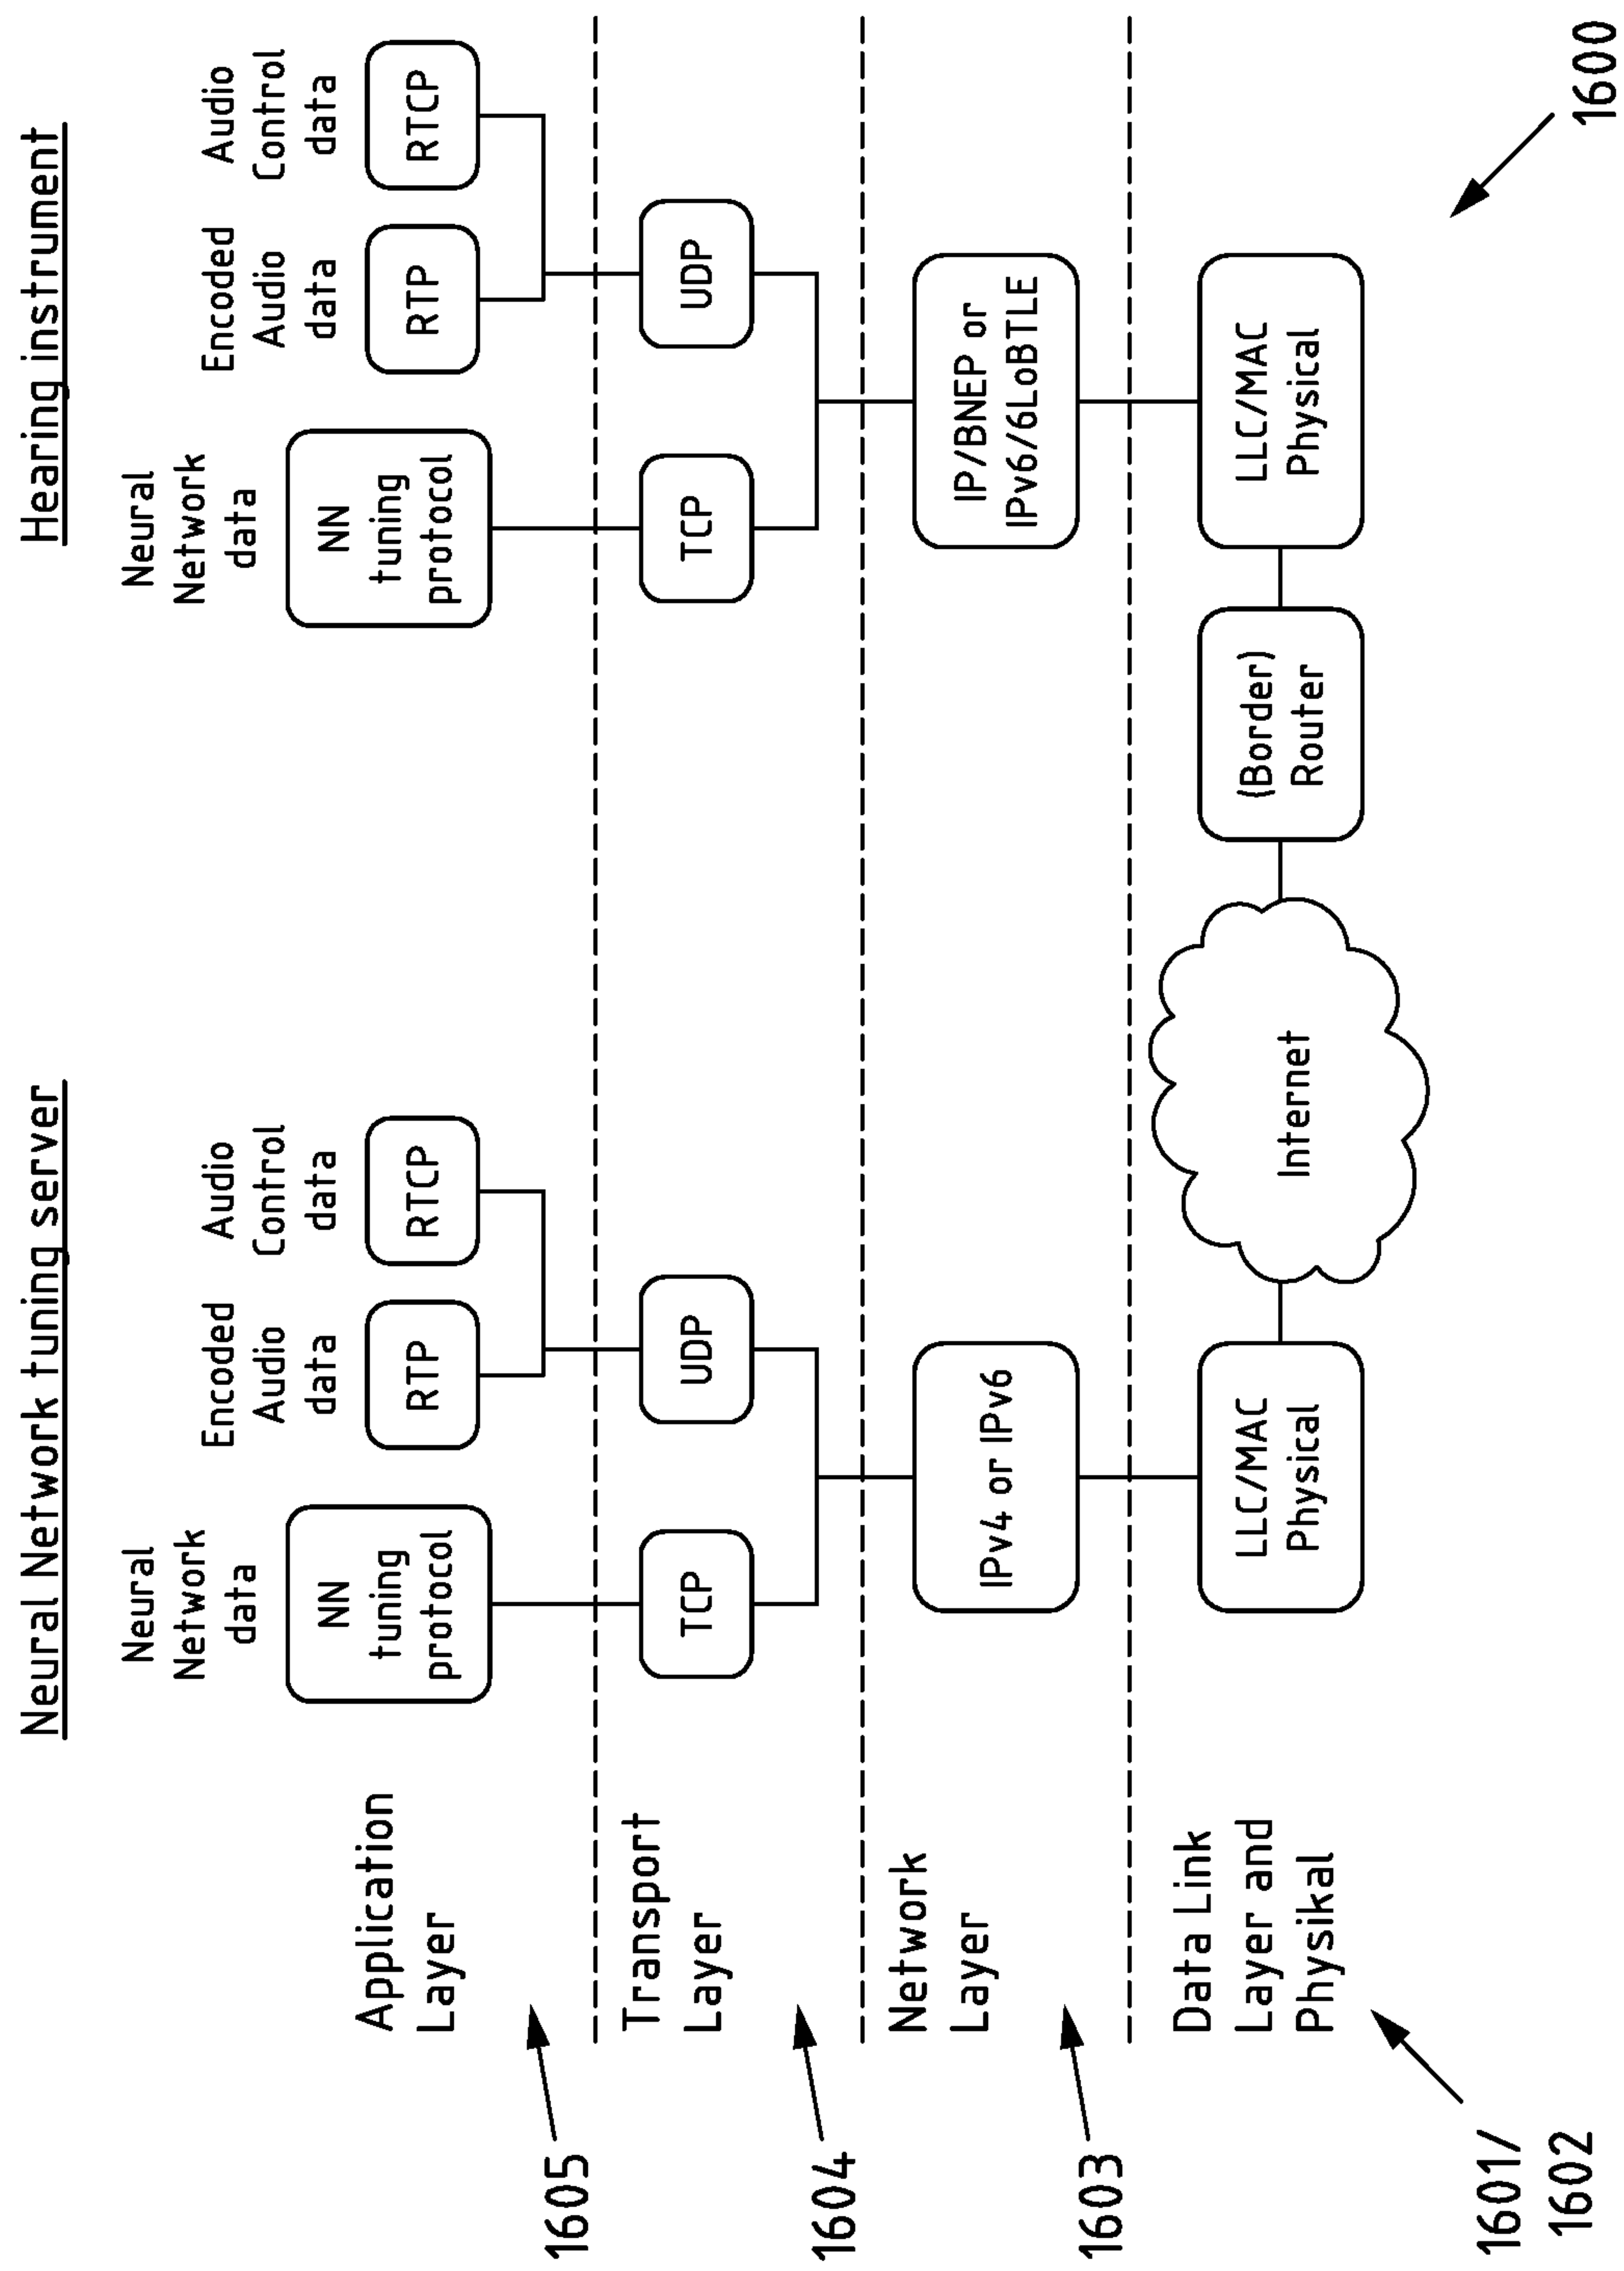 Neural Network tuning server
Hearing instrument
Neural
Network
data
Encoded
Audio
data
Audio
Control
data
Neural
Network
data
Encoded
Audio
data
Audio
Control
data
Application
Layer
NN
tuning
protocol
RTP
RTCP
NN
tuning
protocol
RTP
RTCP
1605
Transport
Layer
TCP
UDP
TCP
UDP
1604
Network
Layer
IPv4 or IPv6
IP/BNEP or
IPv6/6LoBTLE
1603
Data Link
Layer and
Physikal
LLC/MAC
Physical
Internet
(Border)
Router
LLC/MAC
Physical
1601/
1602
1600